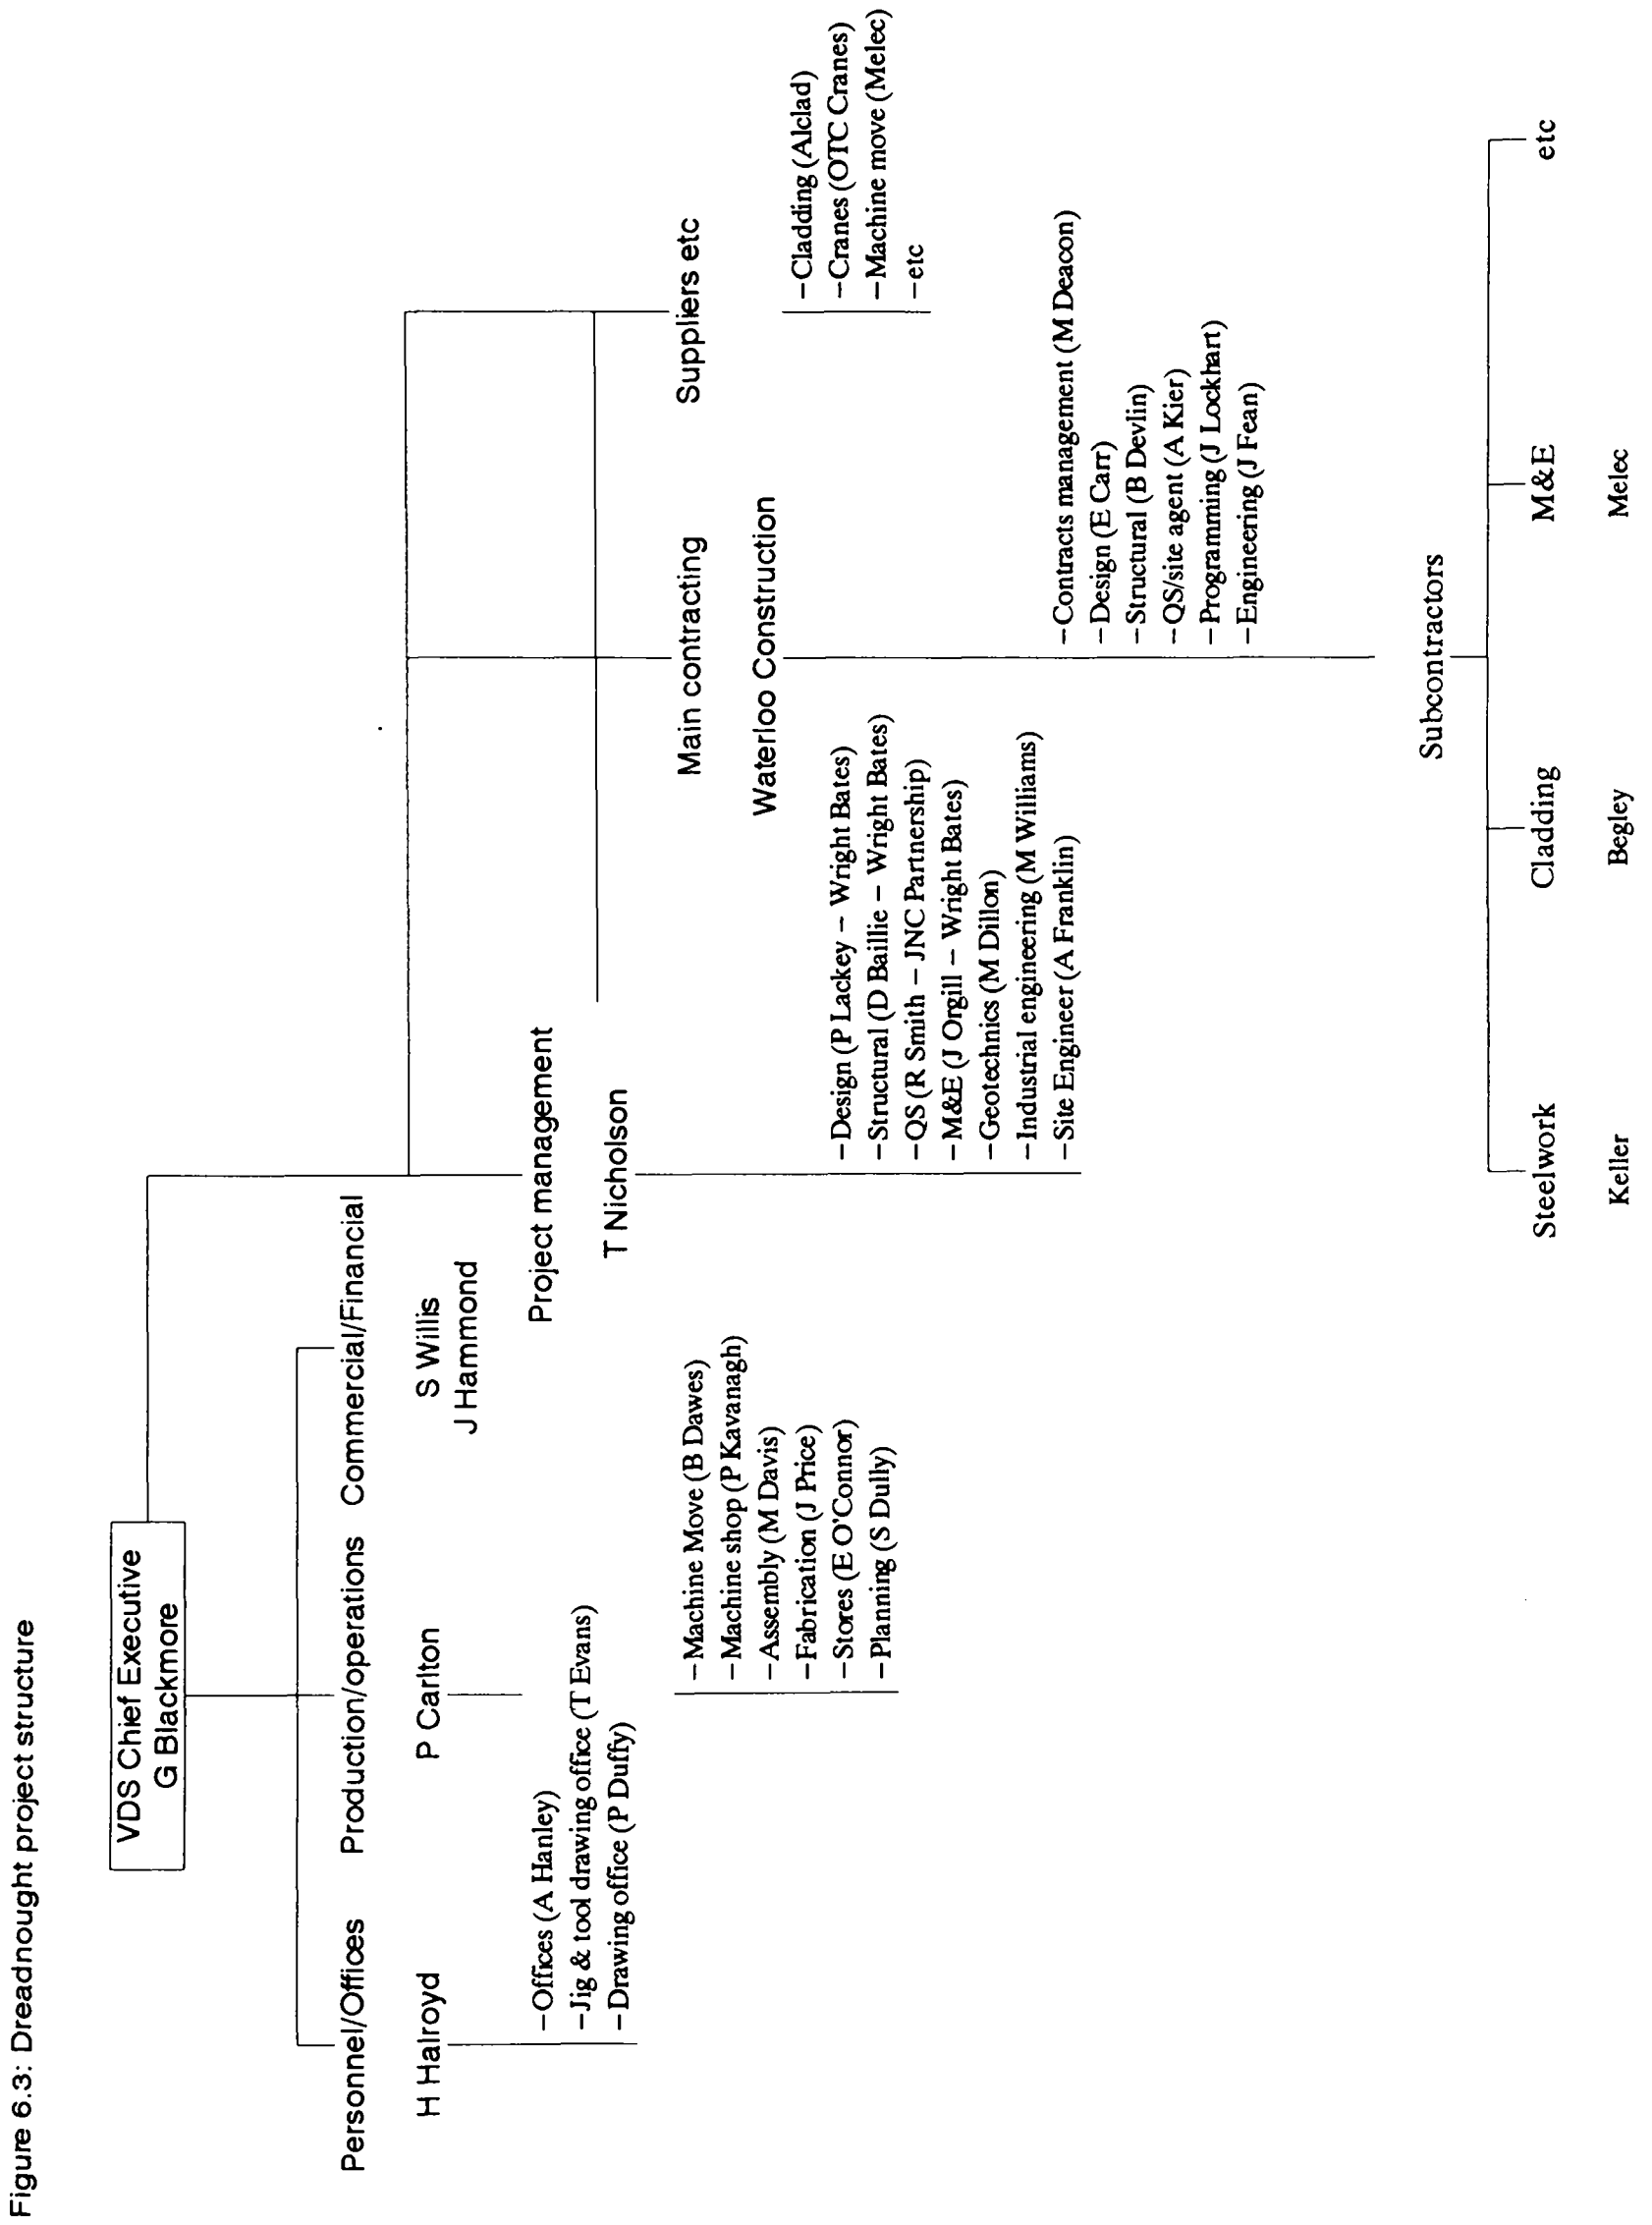 Figure 6.3: Dreadnought project structure
VDS Chief Executive
G Blackmore
Personnel/Offices
Production/operations
Commercial/Financial
H Halroyd
P Carlton
S Willis
J Hammond
–Offices (A Hanley)
–Jig & tool drawing office (T Evans)
–Drawing office (P Duffy)
–Machine Move (B Dawes)
–Machine shop (P Kavanagh)
–Assembly (M Davis)
–Fabrication (J Price)
–Stores (E O'Connor)
–Planning (S Dully)
Project management
T Nicholson
–Design (P Lackey – Wright Bates)
–Structural (D Baillie – Wright Bates)
–QS (R Smith – JNC Partnership)
–M&E (J Orgill – Wright Bates)
–Geotechnics (M Dillon)
–Industrial engineering (M Williams)
–Site Engineer (A Franklin)
Main contracting
Waterloo Construction
–Contracts management (M Deacon)
–Design (E Carr)
–Structural (B Devlin)
–QS/site agent (A Kier)
–Programming (J Lockhart)
–Engineering (J Fean)
Suppliers etc
–Cladding (Alclad)
–Cranes (OTC Cranes)
–Machine move (Melec)
–etc
Subcontractors
Steelwork
Cladding
M&E
etc
Keller
Begley
Melec